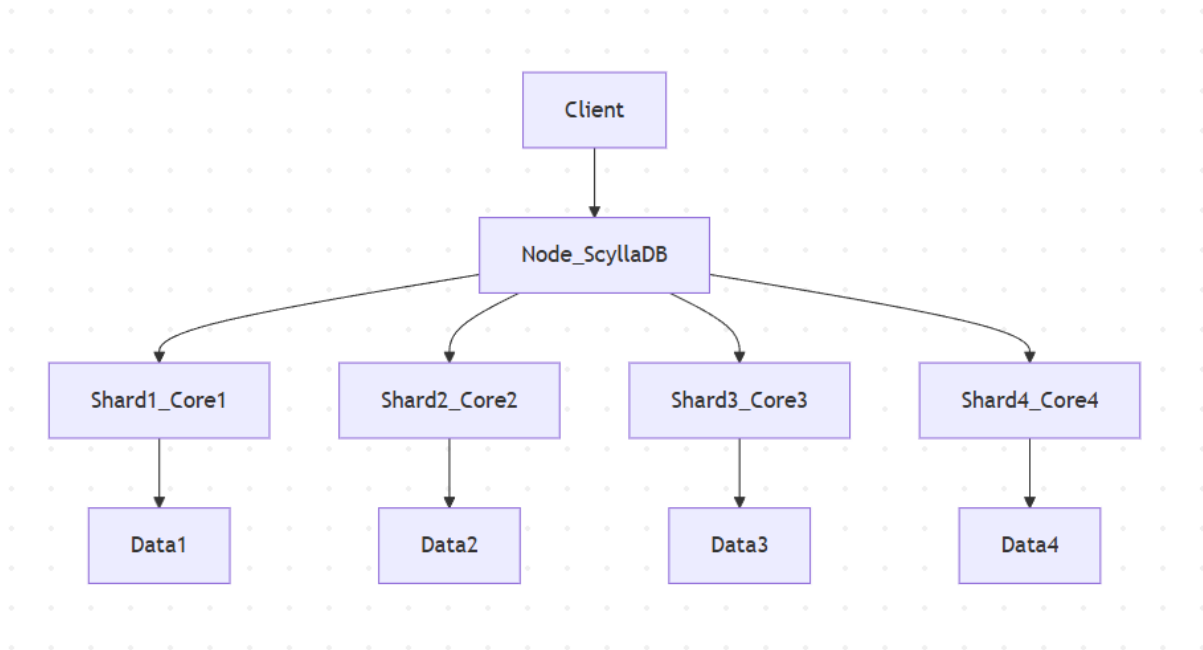 Client
Node_ScyllaDB
Shard1_Core1
Shard2_Core2
Shard3_Core3
Shard4_Core4
Data1
Data2
Data3
Data4